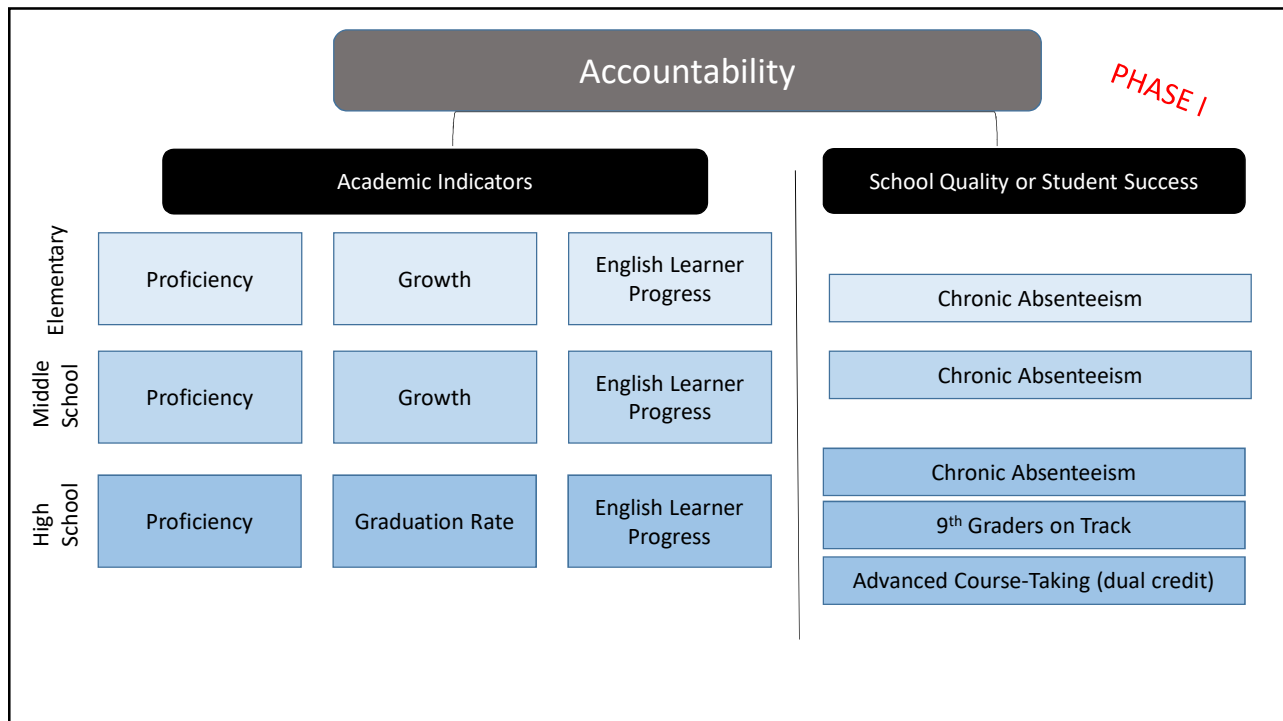 Accountability
PHASE I
Academic Indicators
School Quality or Student Success
Elementary
Proficiency
Growth
English Learner
Progress
Chronic Absenteeism
Middle
School
Proficiency
Growth
English Learner
Progress
Chronic Absenteeism
High
School
Proficiency
Graduation Rate
English Learner
Progress
Chronic Absenteeism
9th Graders on Track
Advanced Course-Taking (dual credit)